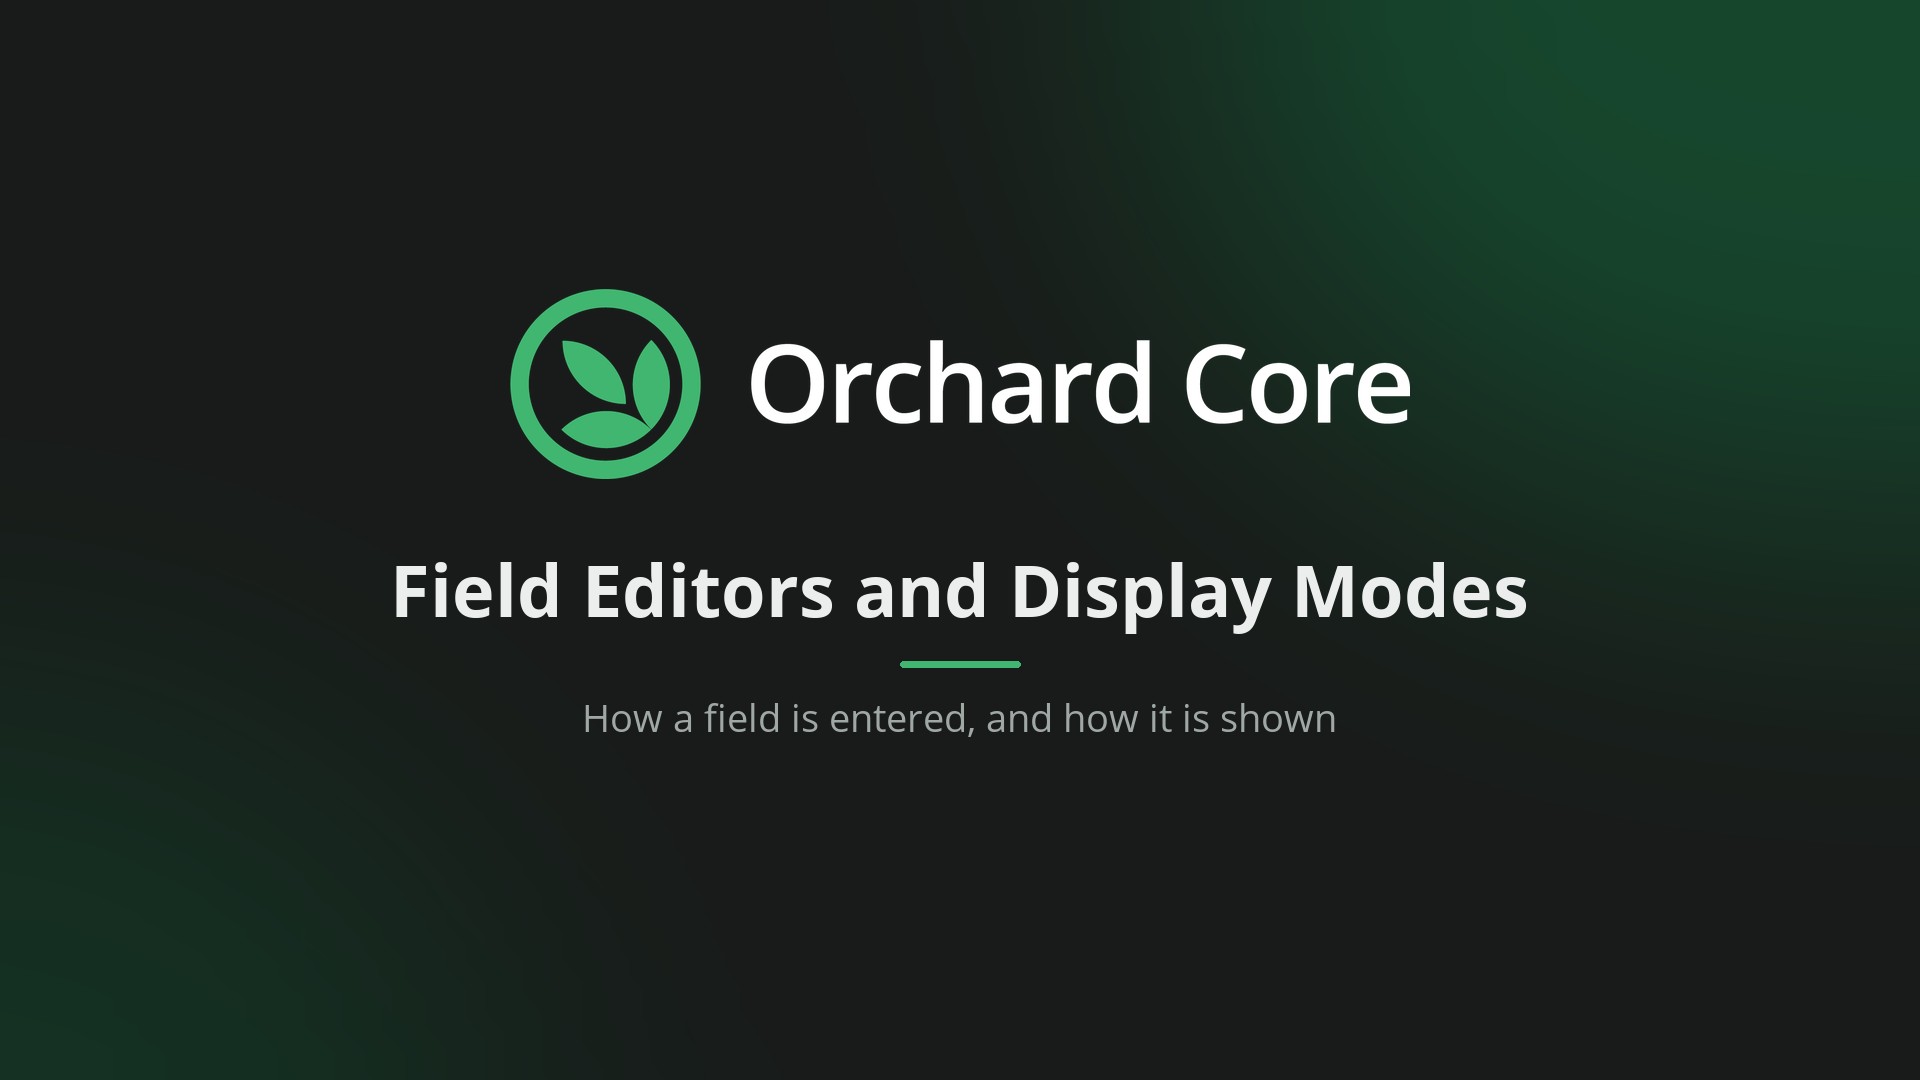 Orchard Core
Field Editors and Display Modes
How a field is entered, and how it is shown